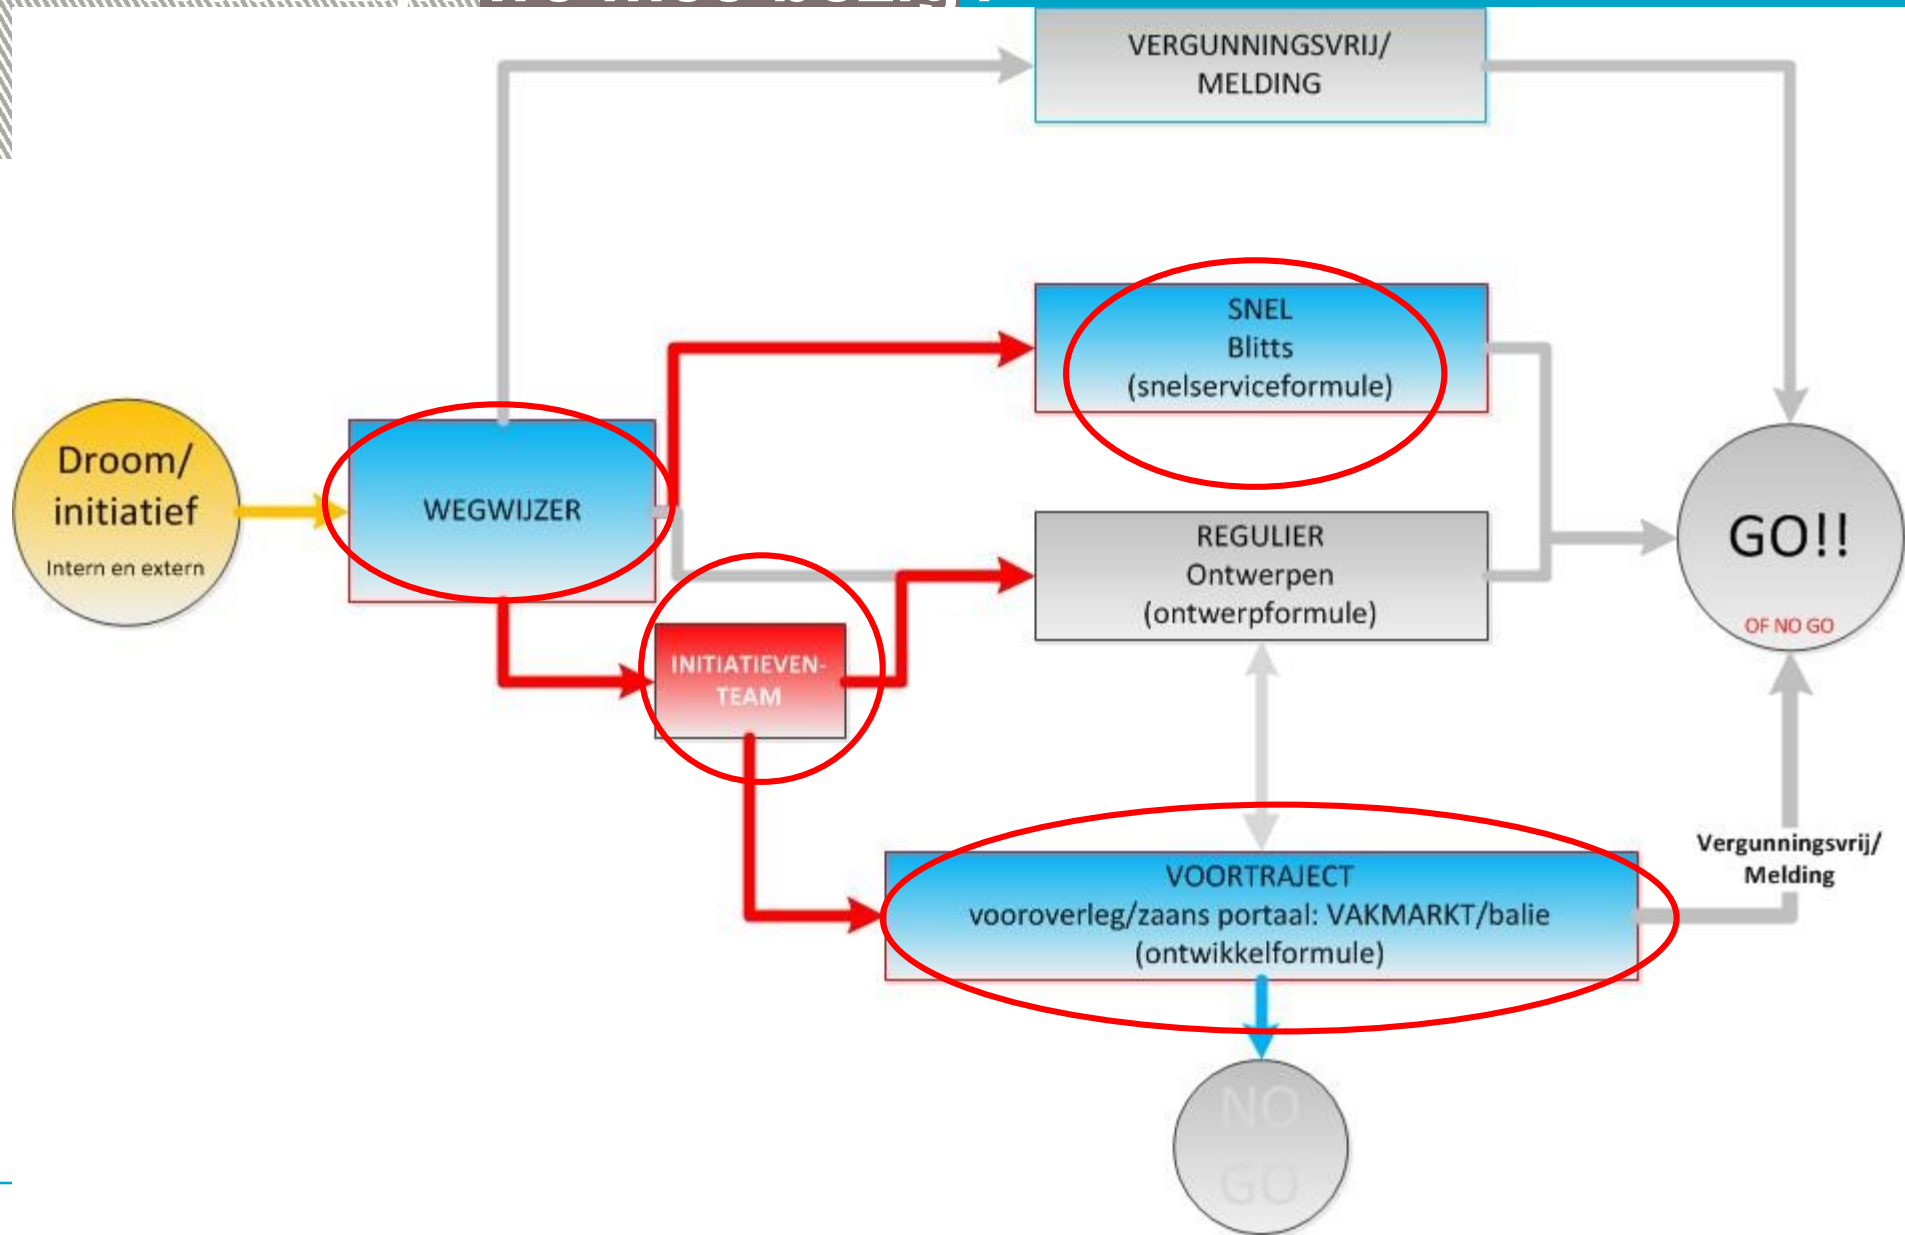 VERGUNNINGSVRIJ/
MELDING
SNEL
Blitts
(snelserviceformule)
Droom/
initiatief
Intern en extern
WEGWIJZER
REGULIER
Ontwerpen
(ontwerpformule)
GO!!
OF NO GO
INITIATIEVEN-
TEAM
Vergunningsvrij/
Melding
VOORTRAJECT
vooroverleg/zaans portaal: VAKMARKT/balie
(ontwikkelformule)
NO
GO